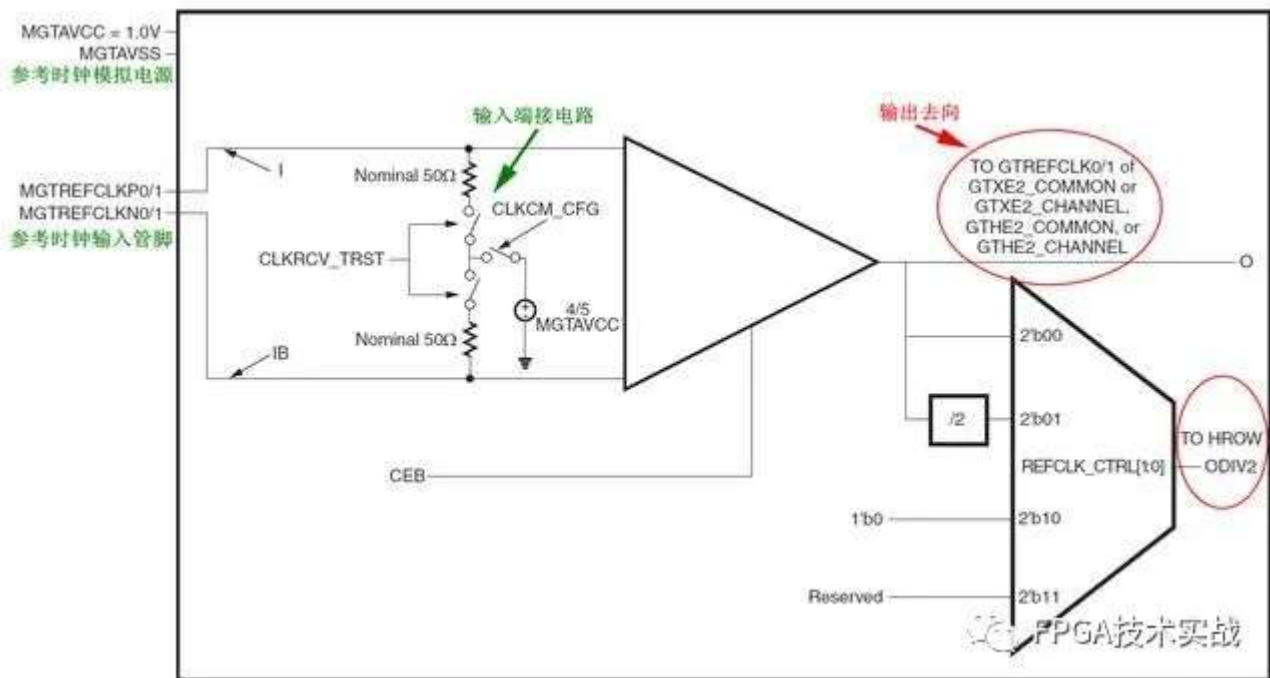 MGTAVCC = 1.0V
MGTAVSS
参考时钟模拟电源
输入端接电路
输出去向
I
Nominal 50Ω
TO GTREFCLK0/1 of
GTXE2_COMMON or
GTXE2_CHANNEL,
GTHE2_COMMON, or
GTHE2_CHANNEL
MGTREFCLKP0/1
MGTREFCLKN0/1
参考时钟输入管脚
CLKCM_CFG
CLKRCV_TRST
O
4/5
MGTAVCC
Nominal 50Ω
IB
2'b00
/2
2'b01
TO HROW
REFCLK_CTRL[1:0]
ODIV2
CEB
1'b0
2'b10
Reserved
2'b11
FPGA技术实战